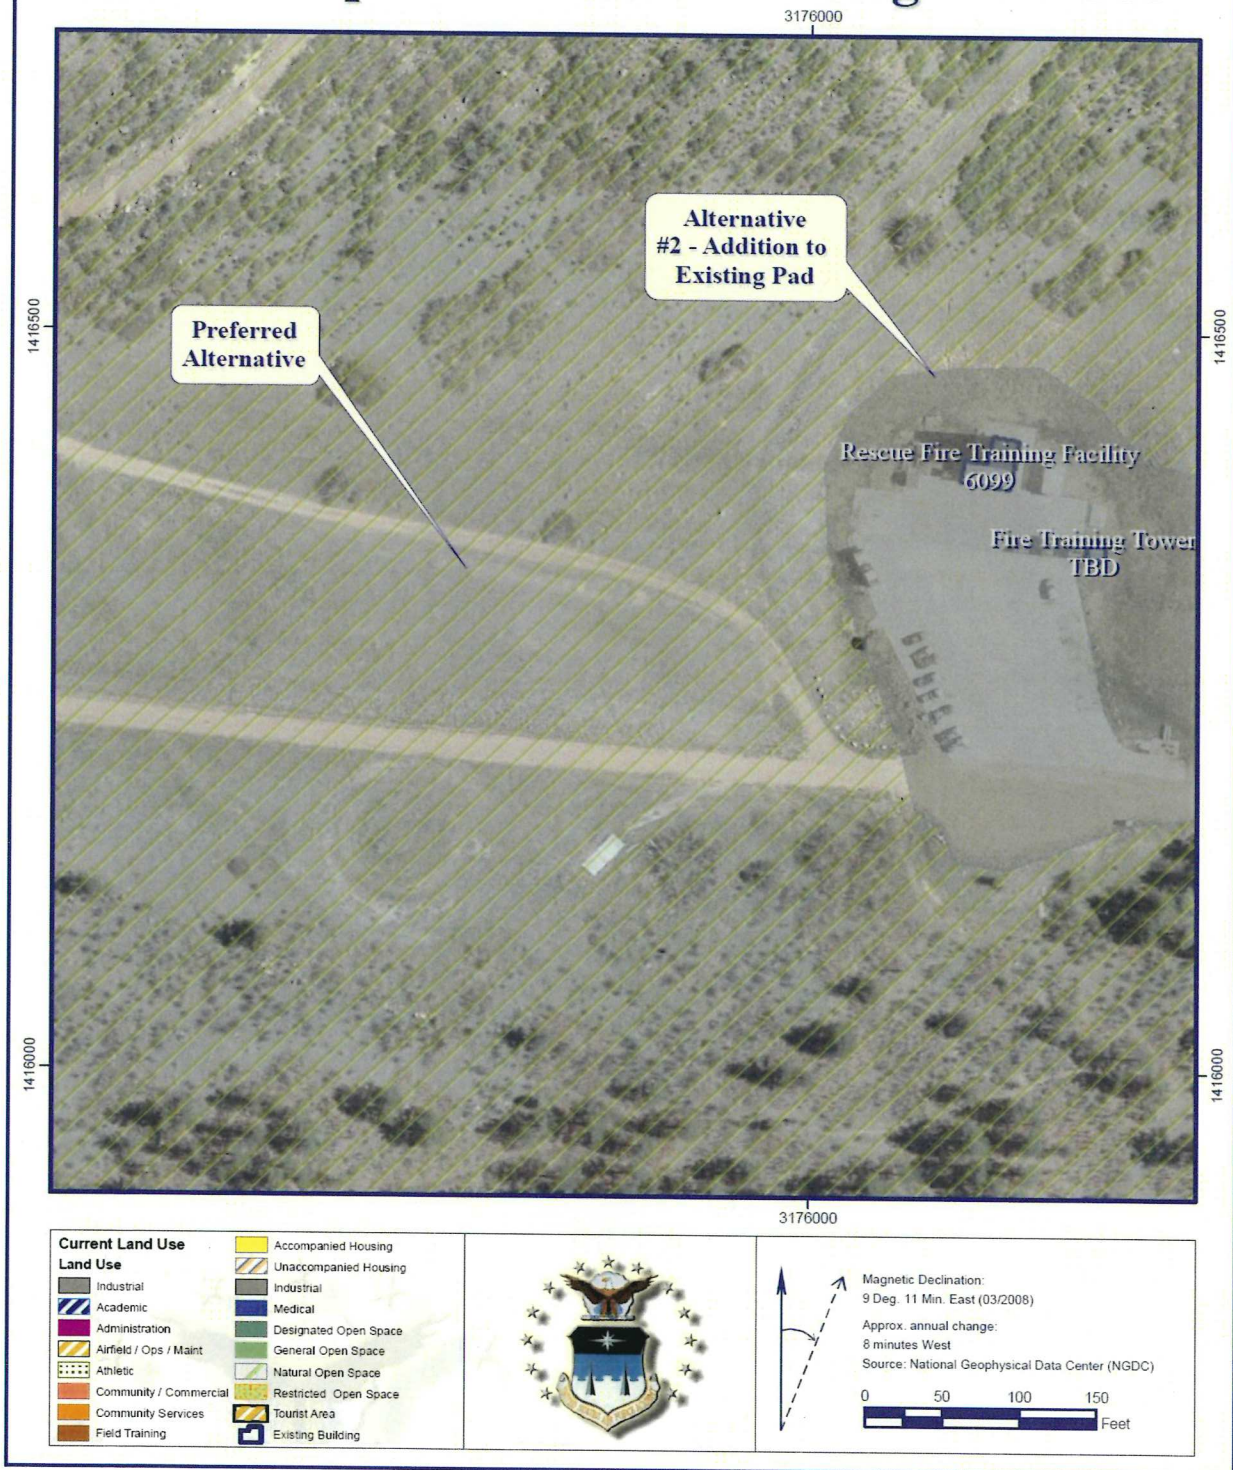 3176000
Alternative
#2 - Addition to
Existing Pad
1416500
1416500
Preferred
Alternative
Rescue Fire Training Facility
6099
Fire Training Tower
TBD
1416000
1416000
3176000
Current Land Use
Land Use
Industrial
Academic
Administration
Airfield / Ops / Maint
Athletic
Community / Commercial
Community Services
Field Training
Accompanied Housing
Unaccompanied Housing
Industrial
Medical
Designated Open Space
General Open Space
Natural Open Space
Restricted Open Space
Tourist Area
Existing Building
Magnetic Declination:
9 Deg. 11 Min. East (03/2008)
Approx. annual change:
8 minutes West
Source: National Geophysical Data Center (NGDC)
0 50 100 150
Feet